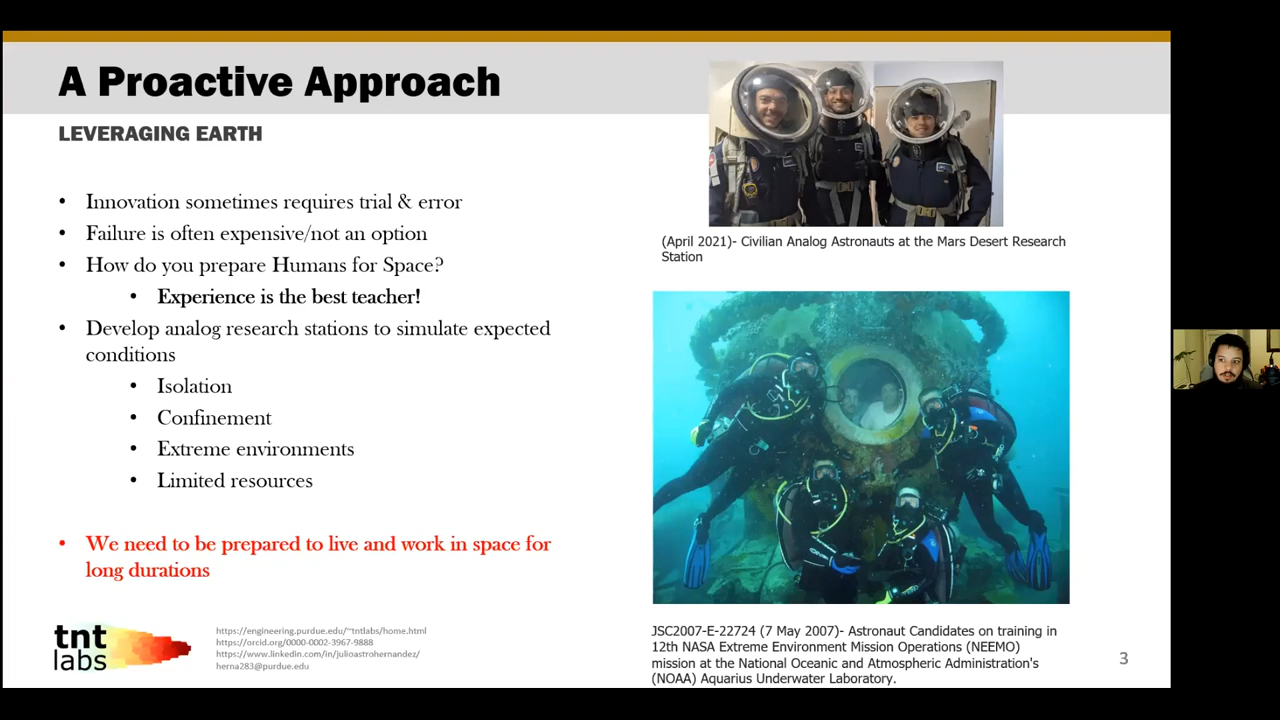 A Proactive Approach
LEVERAGING EARTH
• Innovation sometimes requires trial & error
• Failure is often expensive/not an option
• How do you prepare Humans for Space?
• Experience is the best teacher!
• Develop analog research stations to simulate expected
conditions
• Isolation
• Confinement
• Extreme environments
• Limited resources
• We need to be prepared to live and work in space for
long durations
(April 2021)- Civilian Analog Astronauts at the Mars Desert Research
Station
JSC2007-E-22724 (7 May 2007)- Astronaut Candidates on training in
12th NASA Extreme Environment Mission Operations (NEEMO)
mission at the National Oceanic and Atmospheric Administration's
(NOAA) Aquarius Underwater Laboratory.
tnt
labs
https://engineering.purdue.edu/~tntlabs/home.html
https://orcid.org/0000-0002-3967-9888
https://www.linkedin.com/in/julioastrohernandez/
herna283@purdue.edu
3